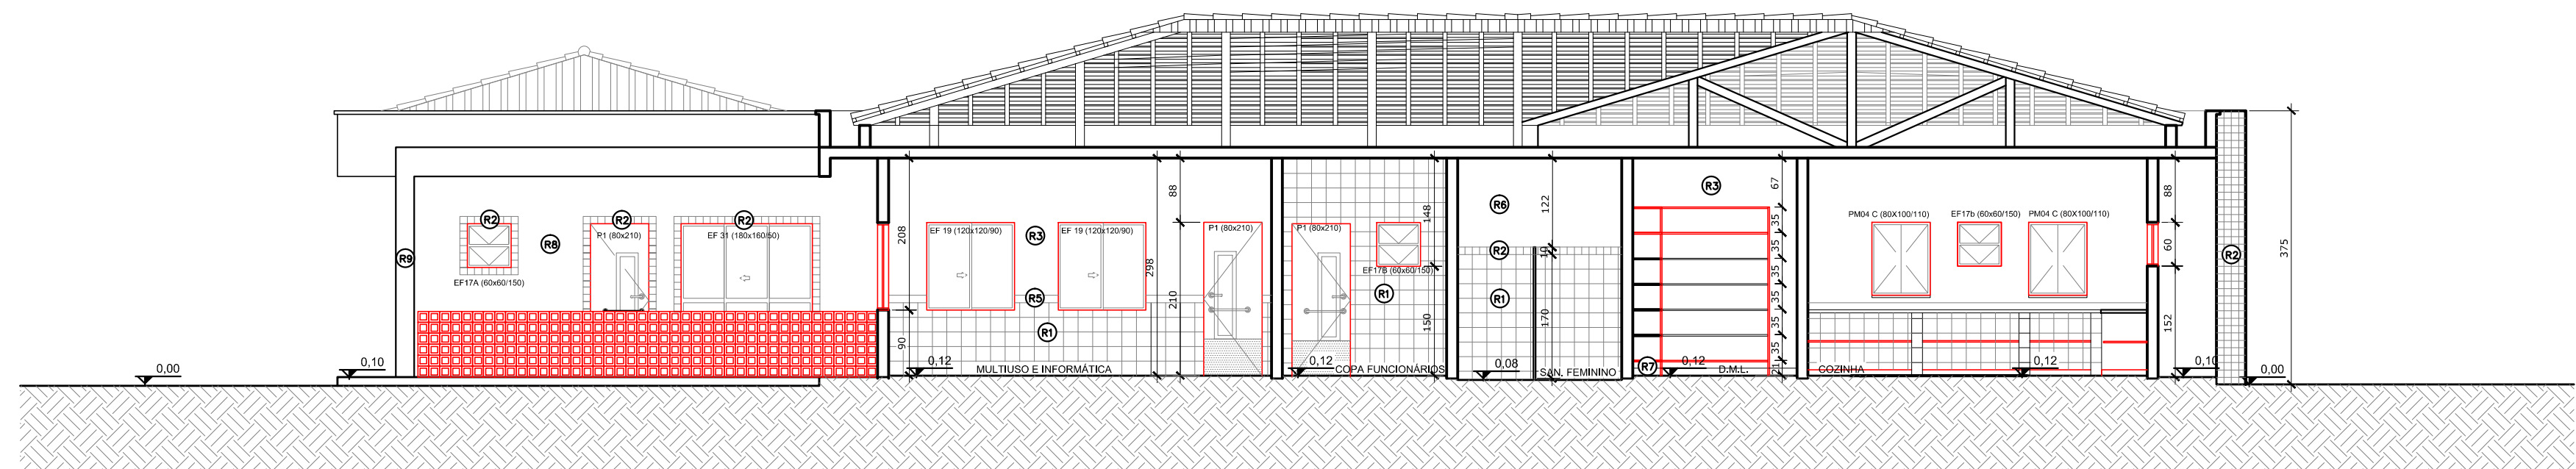 R2
R2
R2
R8
R9
P1 (80x210)
EF 31 (180x160/50)
EF17A (60x60/150)
0,00
0,10
208
90
EF 19 (120x120/90)
R3
EF 19 (120x120/90)
R5
R1
0,12
MULTIUSO E INFORMÁTICA
298
88
210
P1 (80x210)
P1 (80x210)
EF17B (60x60/150)
R1
148
150
0,12
COPA FUNCIONÁRIOS
R6
R2
R1
122
10
170
0,08
SAN. FEMININO
R3
67
35
35
35
35
35
35
21
R7
0,12
D.M.L.
PM04 C (80X100/110)
EF17b (60x60/150)
PM04 C (80X100/110)
COZINHA
0,12
88
60
152
0,10
R2
375
0,00